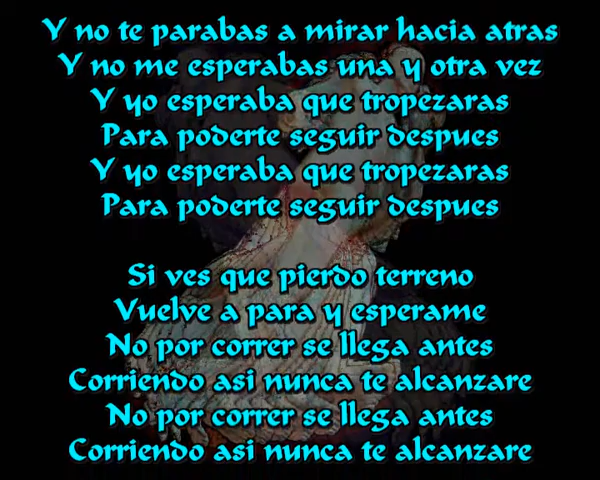 Y no te parabas a mirar hacia atras
Y no me esperabas una y otra vez
Y yo esperaba que tropezaras
Para poderte seguir despues
Y yo esperaba que tropezaras
Para poderte seguir despues
Si ves que pierdo terreno
Vuelve a para y esperame
No por correr se llega antes
Corriendo asi nunca te alcanzare
No por correr se llega antes
Corriendo asi nunca te alcanzare